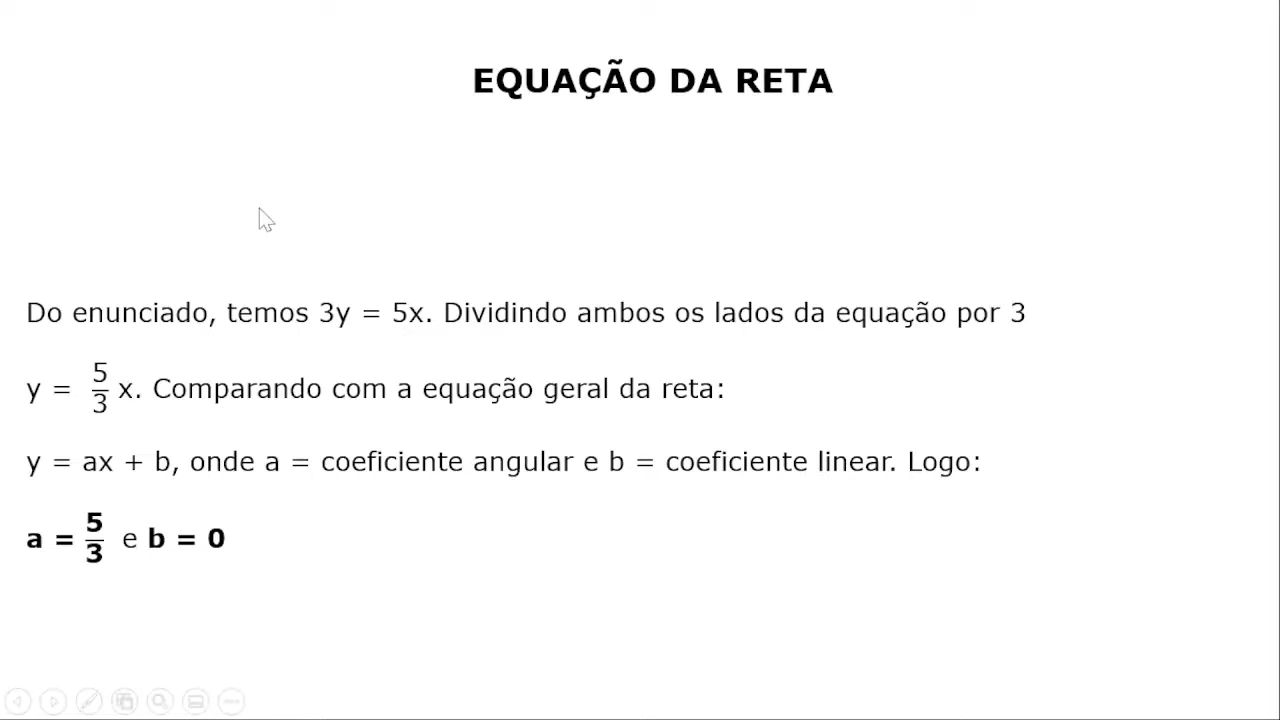 EQUAÇÃO DA RETA
Do enunciado, temos 3y = 5x. Dividindo ambos os lados da equação por 3
y = 5/3 x. Comparando com a equação geral da reta:
y = ax + b, onde a = coeficiente angular e b = coeficiente linear. Logo:
a = 5/3 e b = 0